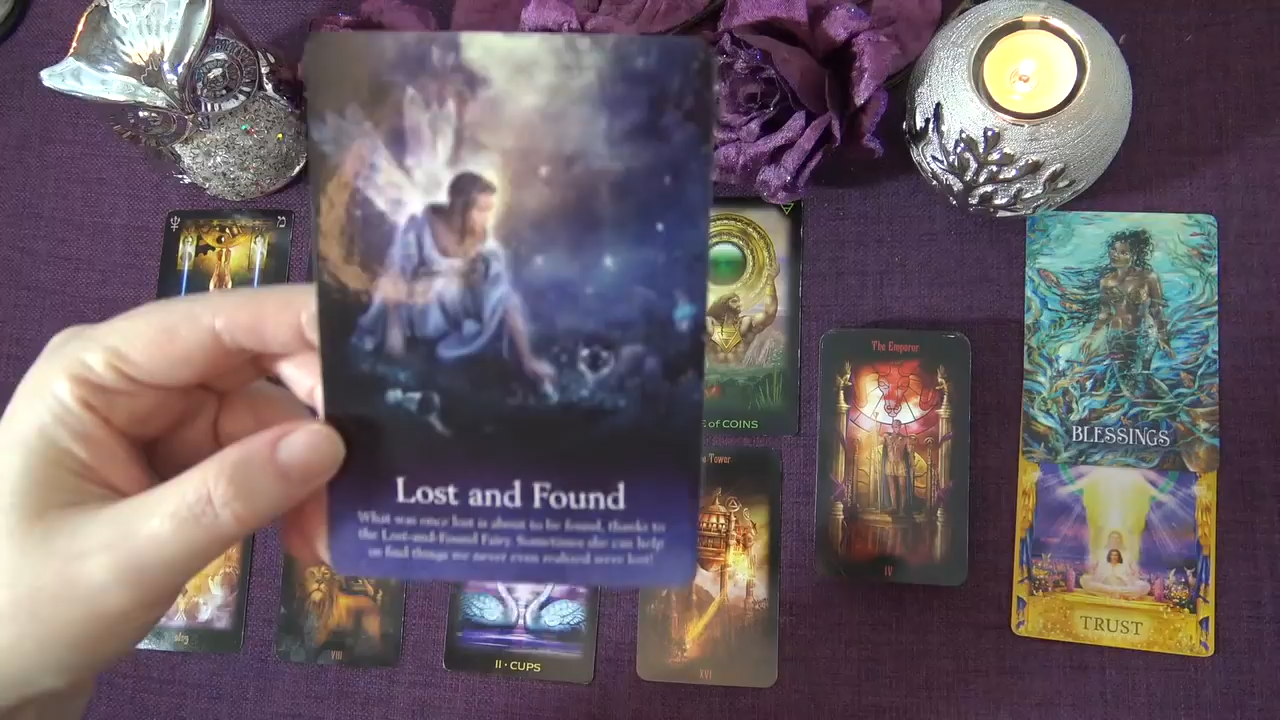 Lost and Found
What was once lost is about to be found, thanks to
the Lost-and-Found Fairy. Sometimes she can help
us find things we never even realized were lost!
of COINS
The Emperor
IV
BLESSINGS
TRUST
Tower
XVI
II · CUPS
VIII